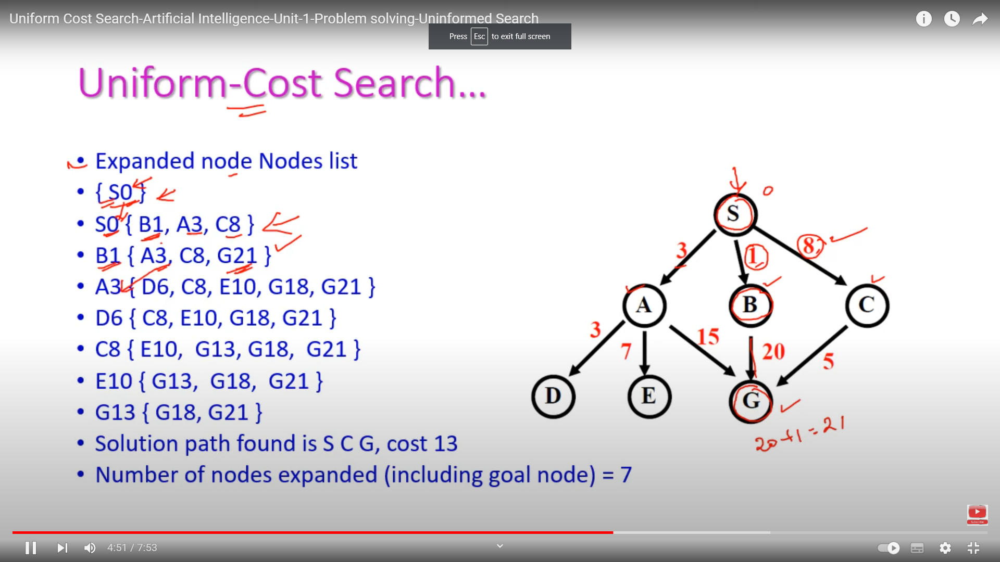 Uniform Cost Search-Artificial Intelligence-Unit-1-Problem solving-Uninformed Search
Press Esc to exit full screen
Uniform-Cost Search...
• Expanded node Nodes list
• { S0 }
• S0 { B1, A3, C8 }
• B1 { A3, C8, G21 }
• A3 { D6, C8, E10, G18, G21 }
• D6 { C8, E10, G18, G21 }
• C8 { E10, G13, G18, G21 }
• E10 { G13, G18, G21 }
• G13 { G18, G21 }
• Solution path found is S C G, cost 13
• Number of nodes expanded (including goal node) = 7
0
S
3
1
8
A
B
C
3
7
15
20
5
D
E
G
20+1=21
Subscribe
4:51 / 7:53